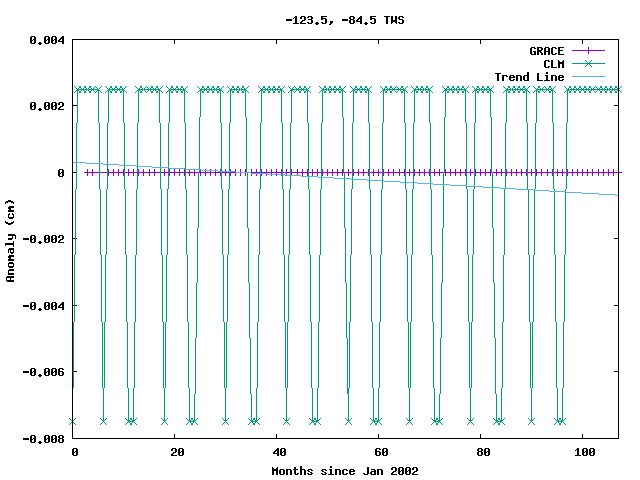 -123.5, -84.5 TWS
GRACE
CLM
Trend Line
0.004
0.002
0
-0.002
-0.004
-0.006
-0.008
Anomaly (cm)
0 20 40 60 80 100
Months since Jan 2002